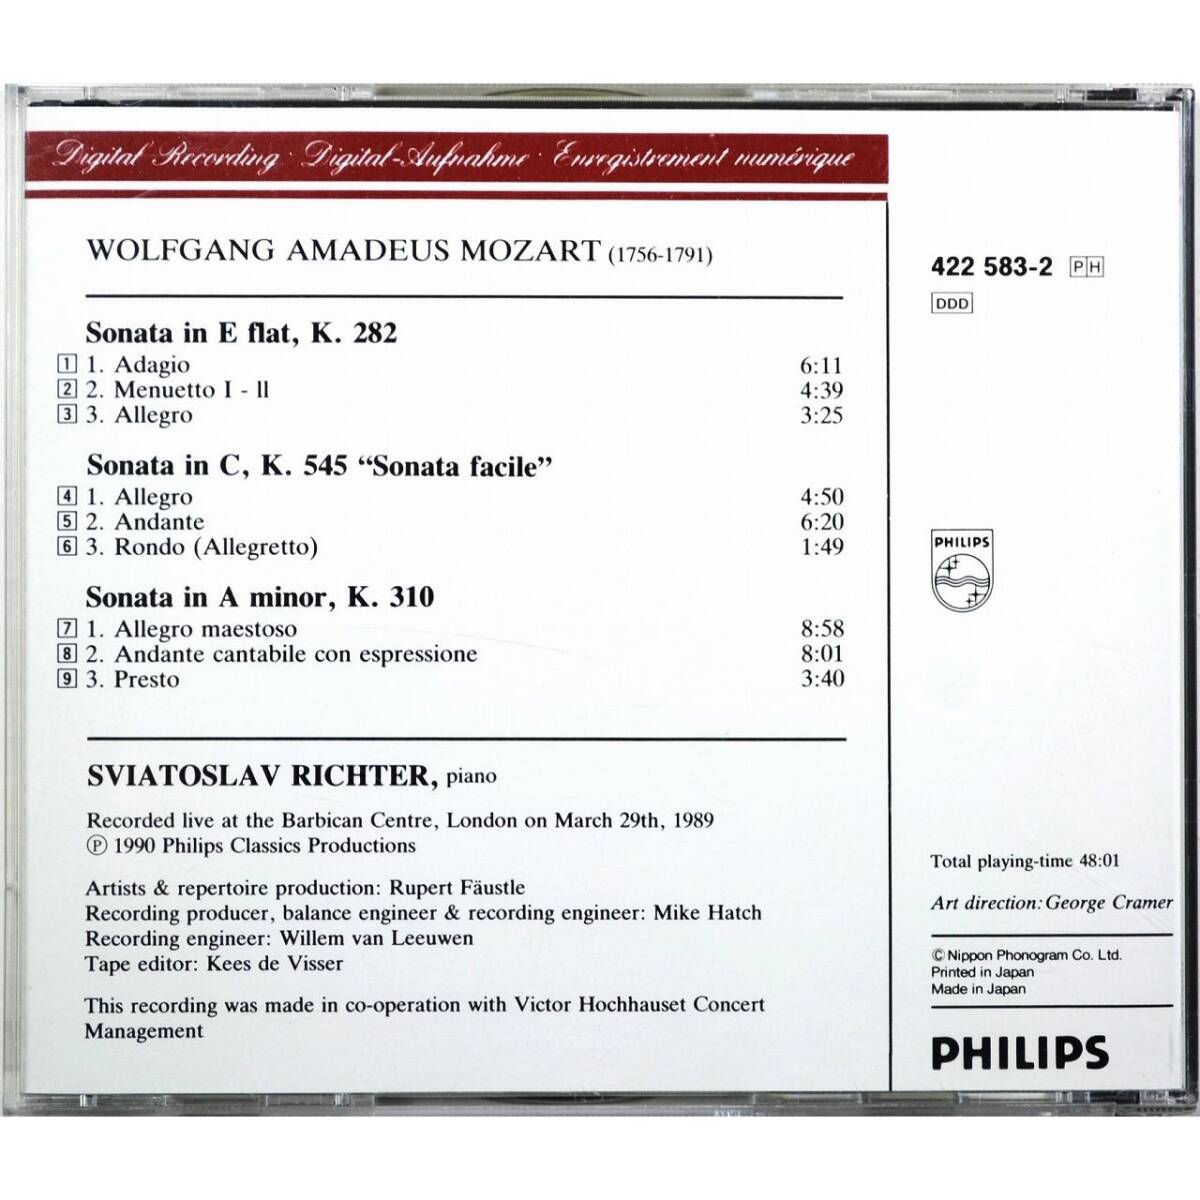 Digital Recording · Digital-Aufnahme · Enregistrement numérique
WOLFGANG AMADEUS MOZART (1756-1791)
Sonata in E flat, K. 282
1 1. Adagio 6:11
2 2. Menuetto I - II 4:39
3 3. Allegro 3:25
Sonata in C, K. 545 “Sonata facile”
4 1. Allegro 4:50
5 2. Andante 6:20
6 3. Rondo (Allegretto) 1:49
Sonata in A minor, K. 310
7 1. Allegro maestoso 8:58
8 2. Andante cantabile con espressione 8:01
9 3. Presto 3:40
SVIATOSLAV RICHTER, piano
Recorded live at the Barbican Centre, London on March 29th, 1989
℗ 1990 Philips Classics Productions
Artists & repertoire production: Rupert Fäustle
Recording producer, balance engineer & recording engineer: Mike Hatch
Recording engineer: Willem van Leeuwen
Tape editor: Kees de Visser
This recording was made in co-operation with Victor Hochhauset Concert
Management
422 583-2 PH
DDD
PHILIPS
Total playing-time 48:01
Art direction: George Cramer
© Nippon Phonogram Co. Ltd.
Printed in Japan
Made in Japan
PHILIPS